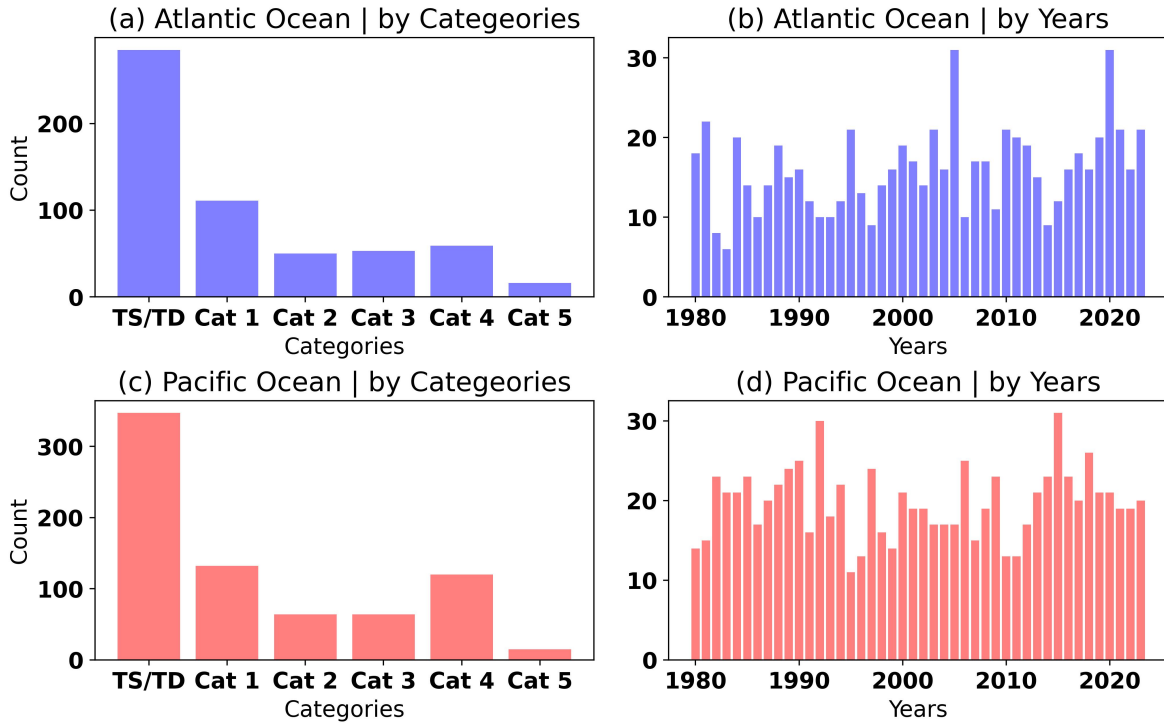 (a) Atlantic Ocean | by Categeories
Count
200
100
0
TS/TD Cat 1 Cat 2 Cat 3 Cat 4 Cat 5
Categories
(b) Atlantic Ocean | by Years
30
20
10
0
1980 1990 2000 2010 2020
Years
(c) Pacific Ocean | by Categeories
Count
300
200
100
0
TS/TD Cat 1 Cat 2 Cat 3 Cat 4 Cat 5
Categories
(d) Pacific Ocean | by Years
30
20
10
0
1980 1990 2000 2010 2020
Years